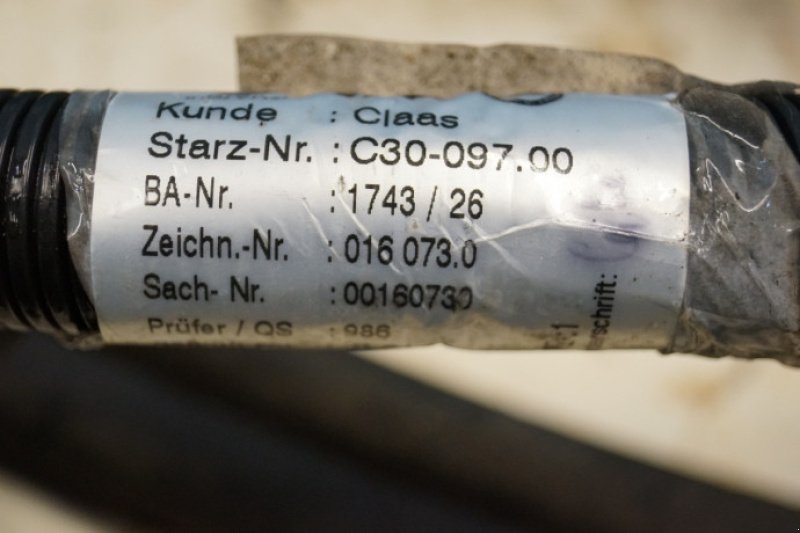 Kunde : Claas
Starz-Nr. : C30-097.00
BA-Nr. : 1743 / 26
Zeichn.-Nr. : 016 073.0
Sach- Nr. : 00160730
Prüfer / QS : 986
schrift: